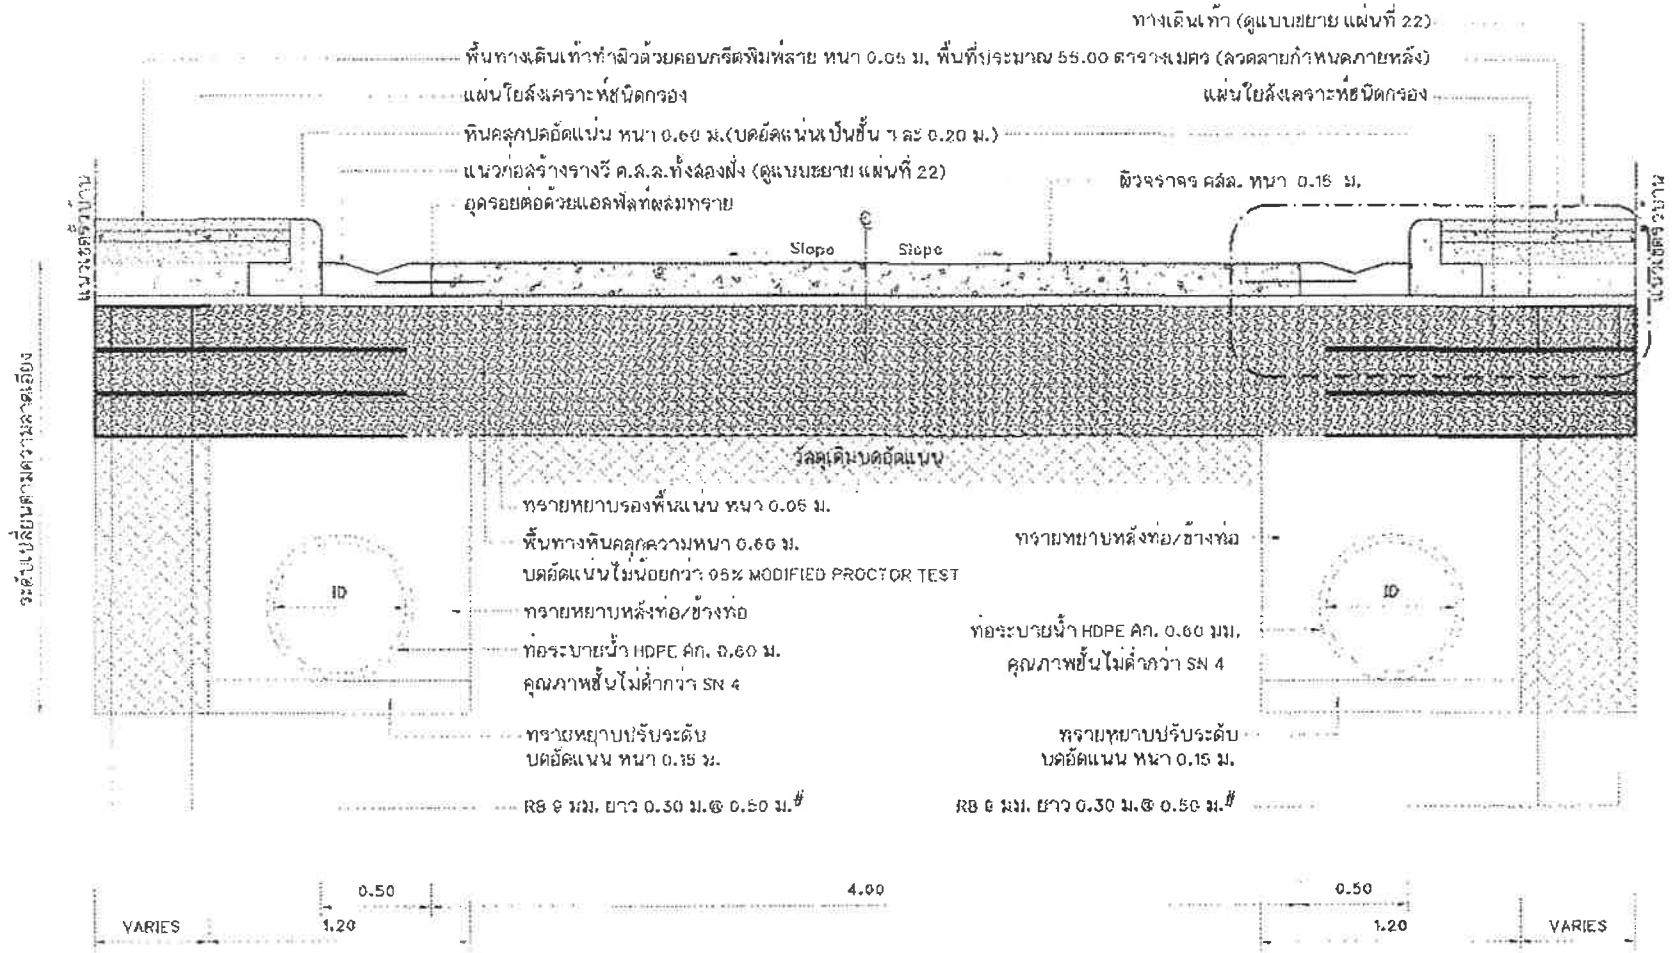 ทางเดินเท้า (ดูแบบขยาย แผ่นที่ 22)
พื้นทางเดินเท้าทำผิวด้วยคอนกรีตพิมพ์ลาย หนา 0.05 ม. พื้นที่ประมาณ 55.00 ตารางเมตร (ลวดลายกำหนดภายหลัง)
แผ่นใยสังเคราะห์ชนิดกรอง
แผ่นใยสังเคราะห์ชนิดกรอง
หินคลุกบดอัดแน่น หนา 0.60 ม.(บดอัดแน่นเป็นชั้น ๆ ละ 0.20 ม.)
แนวก่อสร้างรางวี ค.ส.ล.ทั้งสองฝั่ง (ดูแบบขยาย แผ่นที่ 22)
ผิวจราจร คสล. หนา 0.15 ม.
อุดรอยต่อด้วยแอสฟัลท์ผสมทราย
แนวเขตรั้วบ้าน
แนวเขตรั้วบ้าน
Slope
Slope
ระดับเปลี่ยนตามความลาดเอียง
วัสดุเดิมบดอัดแน่น
ทรายหยาบรองพื้นแน่น หนา 0.05 ม.
พื้นทางหินคลุกความหนา 0.60 ม.
บดอัดแน่นไม่น้อยกว่า 95% MODIFIED PROCTOR TEST
ทรายหยาบหลังท่อ/ข้างท่อ
ทรายหยาบหลังท่อ/ข้างท่อ
ID
ID
ท่อระบายน้ำ HDPE ศก. 0.60 ม.
คุณภาพชั้นไม่ต่ำกว่า SN 4
ท่อระบายน้ำ HDPE ศก. 0.60 มม.
คุณภาพชั้นไม่ต่ำกว่า SN 4
ทรายหยาบปรับระดับ
บดอัดแน่น หนา 0.15 ม.
ทรายหยาบปรับระดับ
บดอัดแนน หนา 0.15 ม.
RB 9 มม. ยาว 0.30 ม.@ 0.50 ม.#
RB 9 มม. ยาว 0.30 ม.@ 0.50 ม.#
0.50
4.00
0.50
VARIES
1.20
1.20
VARIES